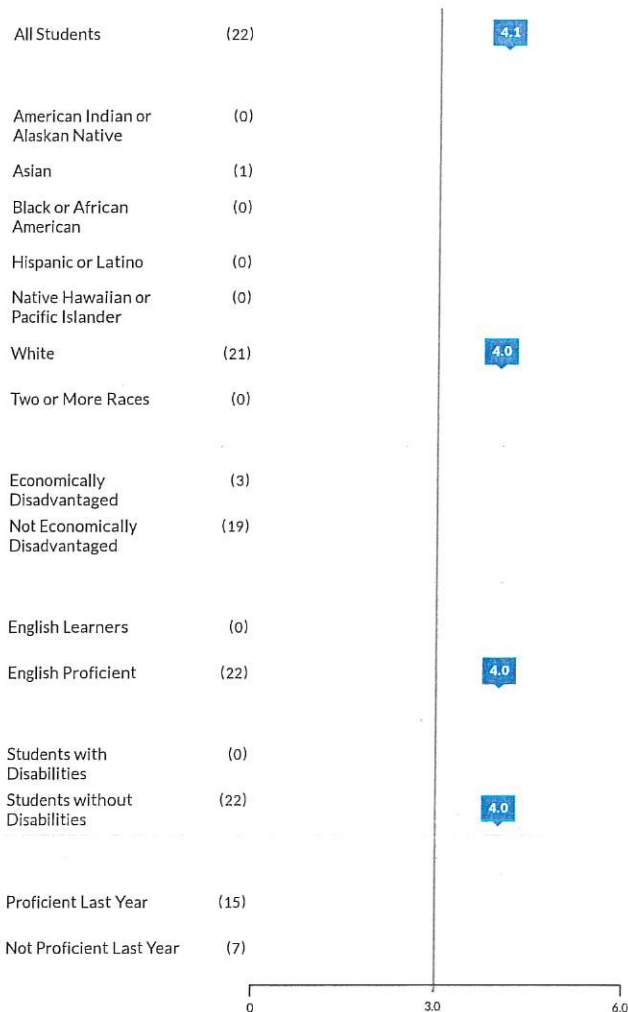 All Students (22) 4.1
American Indian or (0)
Alaskan Native
Asian (1)
Black or African (0)
American
Hispanic or Latino (0)
Native Hawaiian or (0)
Pacific Islander
White (21) 4.0
Two or More Races (0)
Economically (3)
Disadvantaged
Not Economically (19)
Disadvantaged
English Learners (0)
English Proficient (22) 4.0
Students with (0)
Disabilities
Students without (22) 4.0
Disabilities
Proficient Last Year (15)
Not Proficient Last Year (7)
0 3.0 6.0